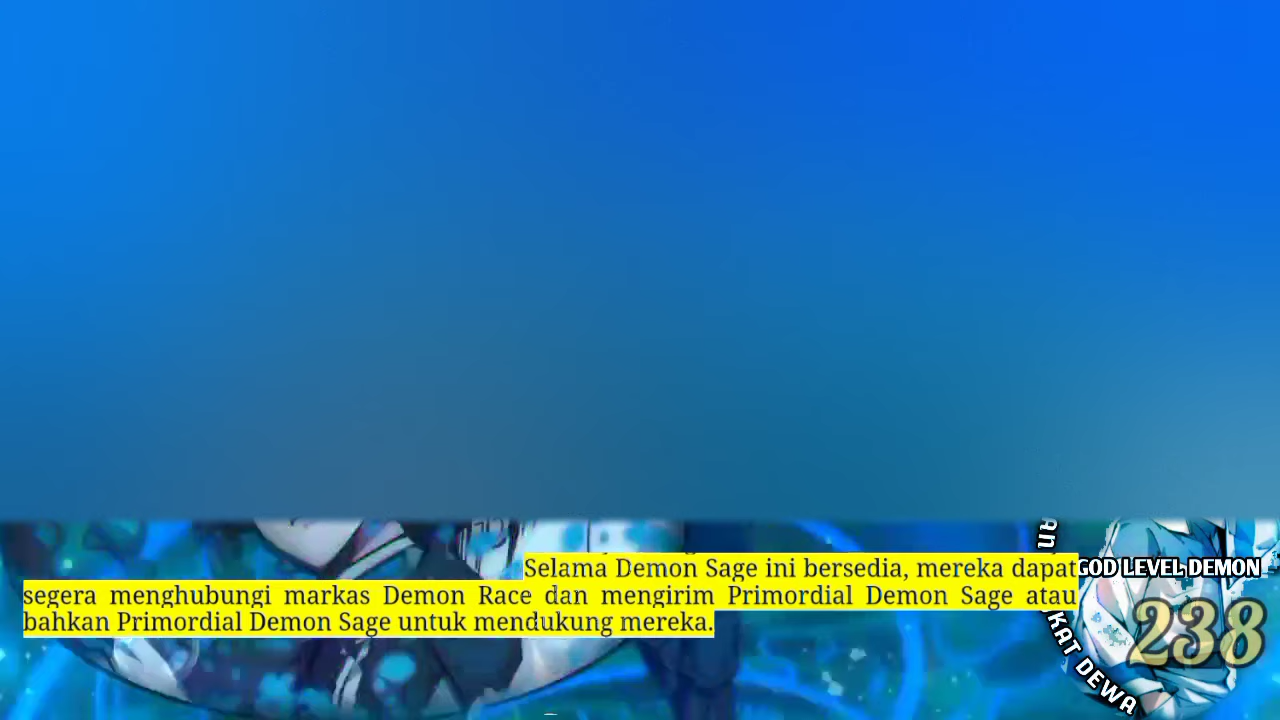 Selama Demon Sage ini bersedia, mereka dapat
segera menghubungi markas Demon Race dan mengirim Primordial Demon Sage atau
bahkan Primordial Demon Sage untuk mendukung mereka.
GOD LEVEL DEMON
238
KAT DEWA